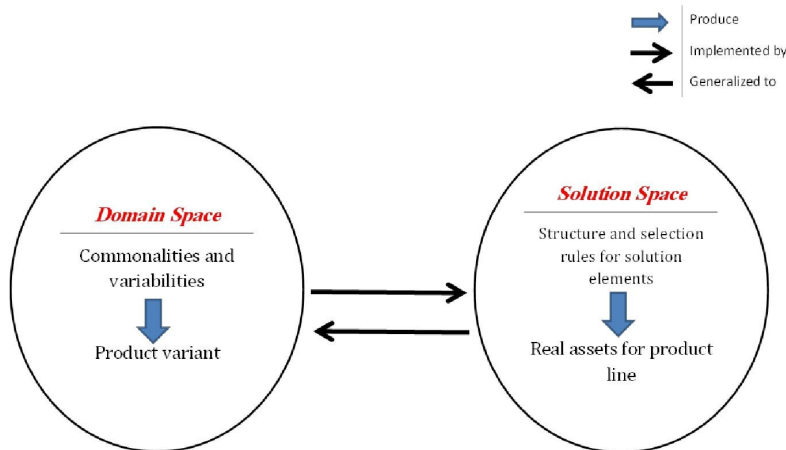 Produce
Implemented by
Generalized to
Domain Space
Commonalities and
variabilities
Product variant
Solution Space
Structure and selection
rules for solution
elements
Real assets for product
line